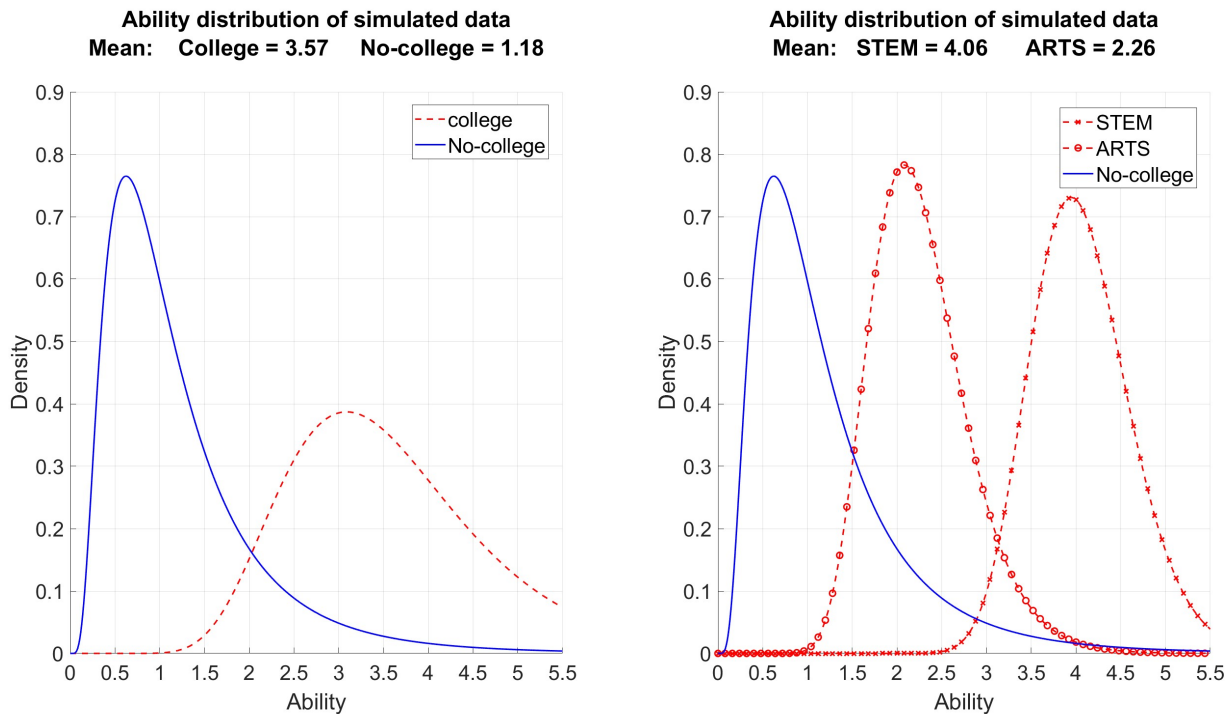 Ability distribution of simulated data
Mean: College = 3.57 No-college = 1.18
0.9
0.8
0.7
0.6
0.5
0.4
0.3
0.2
0.1
0
Density
college
No-college
0 0.5 1 1.5 2 2.5 3 3.5 4 4.5 5 5.5
Ability
Ability distribution of simulated data
Mean: STEM = 4.06 ARTS = 2.26
0.9
0.8
0.7
0.6
0.5
0.4
0.3
0.2
0.1
0
Density
STEM
ARTS
No-college
0 0.5 1 1.5 2 2.5 3 3.5 4 4.5 5 5.5
Ability